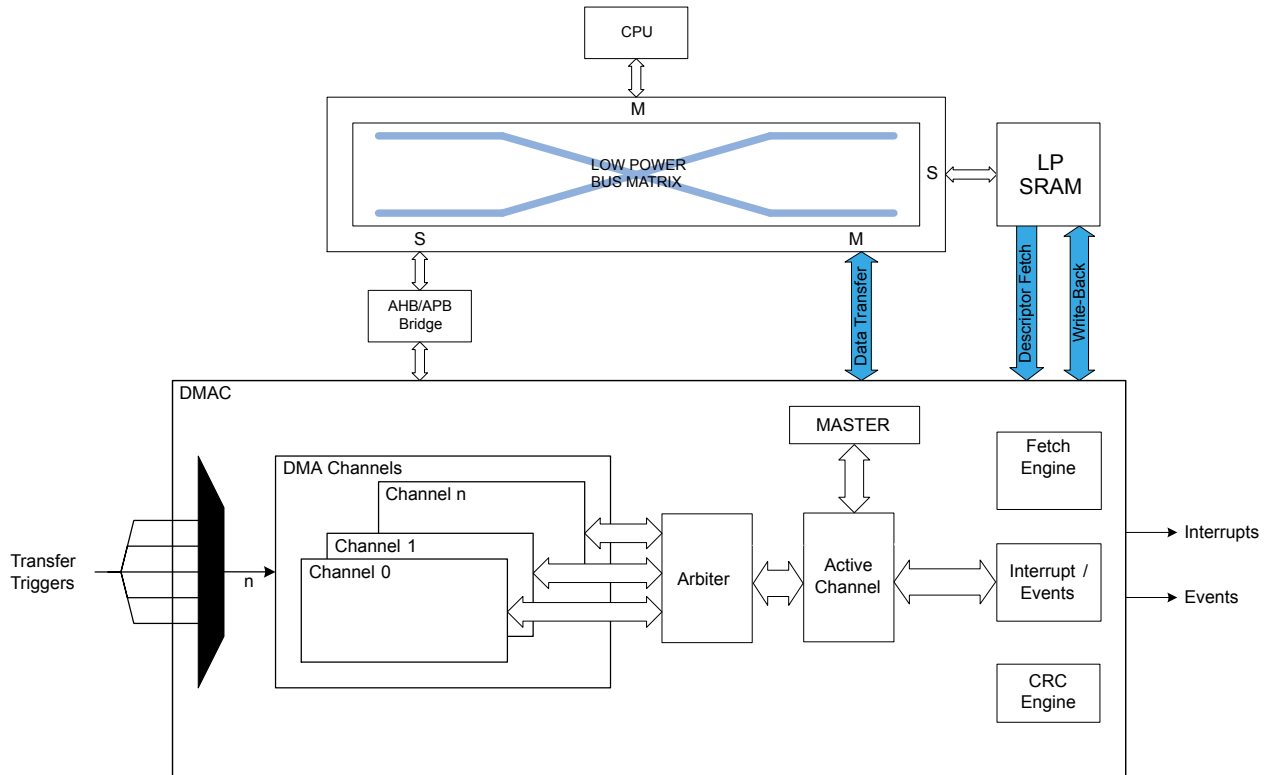 CPU
M
LOW POWER
BUS MATRIX
S
LP
SRAM
S
M
AHB/APB
Bridge
Data Transfer
Descriptor Fetch
Write-Back
DMAC
MASTER
Fetch
Engine
DMA Channels
Channel n
Channel 1
Channel 0
Transfer
Triggers
n
Arbiter
Active
Channel
Interrupt /
Events
Interrupts
Events
CRC
Engine